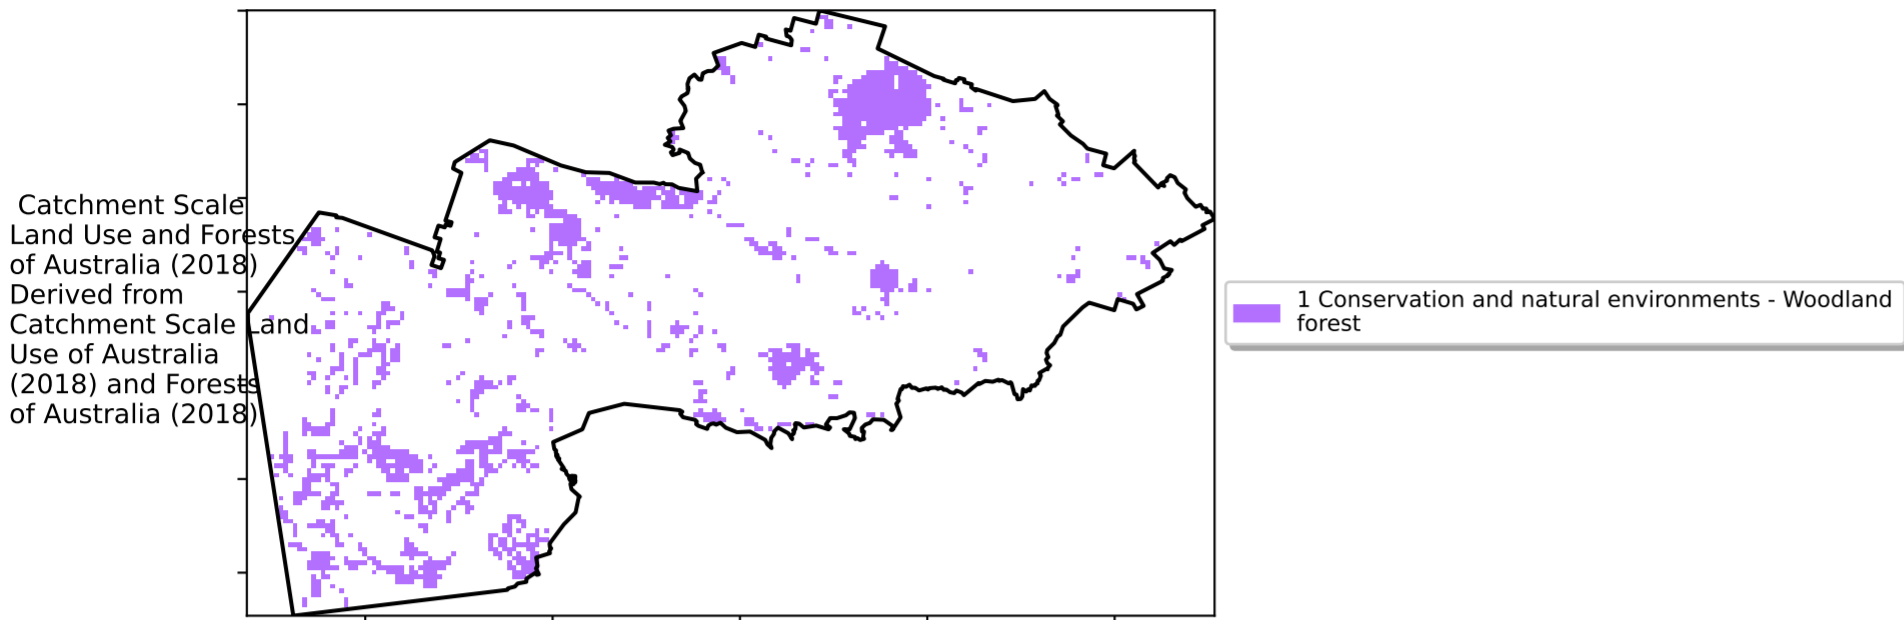 Catchment Scale
Land Use and Forests
of Australia (2018)
Derived from
Catchment Scale Land
Use of Australia
(2018) and Forests
of Australia (2018)
1 Conservation and natural environments - Woodland
forest